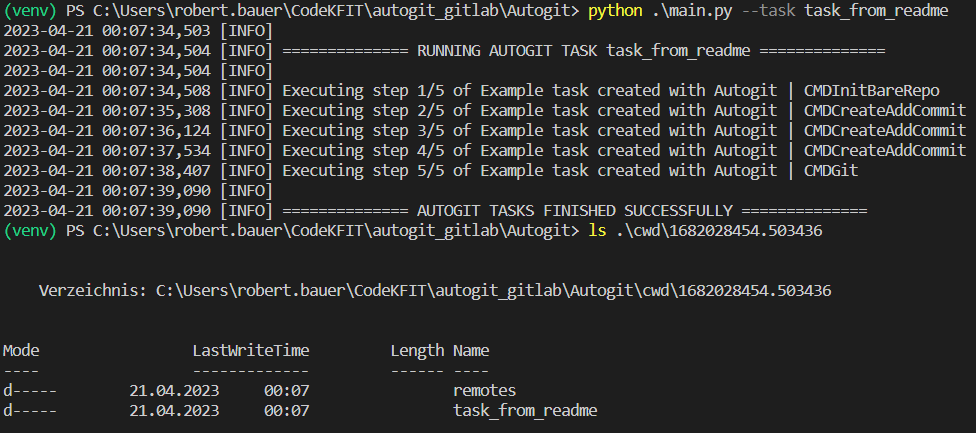 (venv) PS C:\Users\robert.bauer\CodeKFIT\autogit_gitlab\Autogit> python .\main.py --task task_from_readme
2023-04-21 00:07:34,503 [INFO]
2023-04-21 00:07:34,504 [INFO] ============== RUNNING AUTOGIT TASK task_from_readme ==============
2023-04-21 00:07:34,504 [INFO]
2023-04-21 00:07:34,508 [INFO] Executing step 1/5 of Example task created with Autogit | CMDInitBareRepo
2023-04-21 00:07:35,308 [INFO] Executing step 2/5 of Example task created with Autogit | CMDCreateAddCommit
2023-04-21 00:07:36,124 [INFO] Executing step 3/5 of Example task created with Autogit | CMDCreateAddCommit
2023-04-21 00:07:37,534 [INFO] Executing step 4/5 of Example task created with Autogit | CMDCreateAddCommit
2023-04-21 00:07:38,407 [INFO] Executing step 5/5 of Example task created with Autogit | CMDGit
2023-04-21 00:07:39,090 [INFO]
2023-04-21 00:07:39,090 [INFO] ============== AUTOGIT TASKS FINISHED SUCCESSFULLY ==============
(venv) PS C:\Users\robert.bauer\CodeKFIT\autogit_gitlab\Autogit> ls .\cwd\1682028454.503436
Verzeichnis: C:\Users\robert.bauer\CodeKFIT\autogit_gitlab\Autogit\cwd\1682028454.503436
Mode LastWriteTime Length Name
---- ------------- ------ ----
d----- 21.04.2023 00:07 remotes
d----- 21.04.2023 00:07 task_from_readme